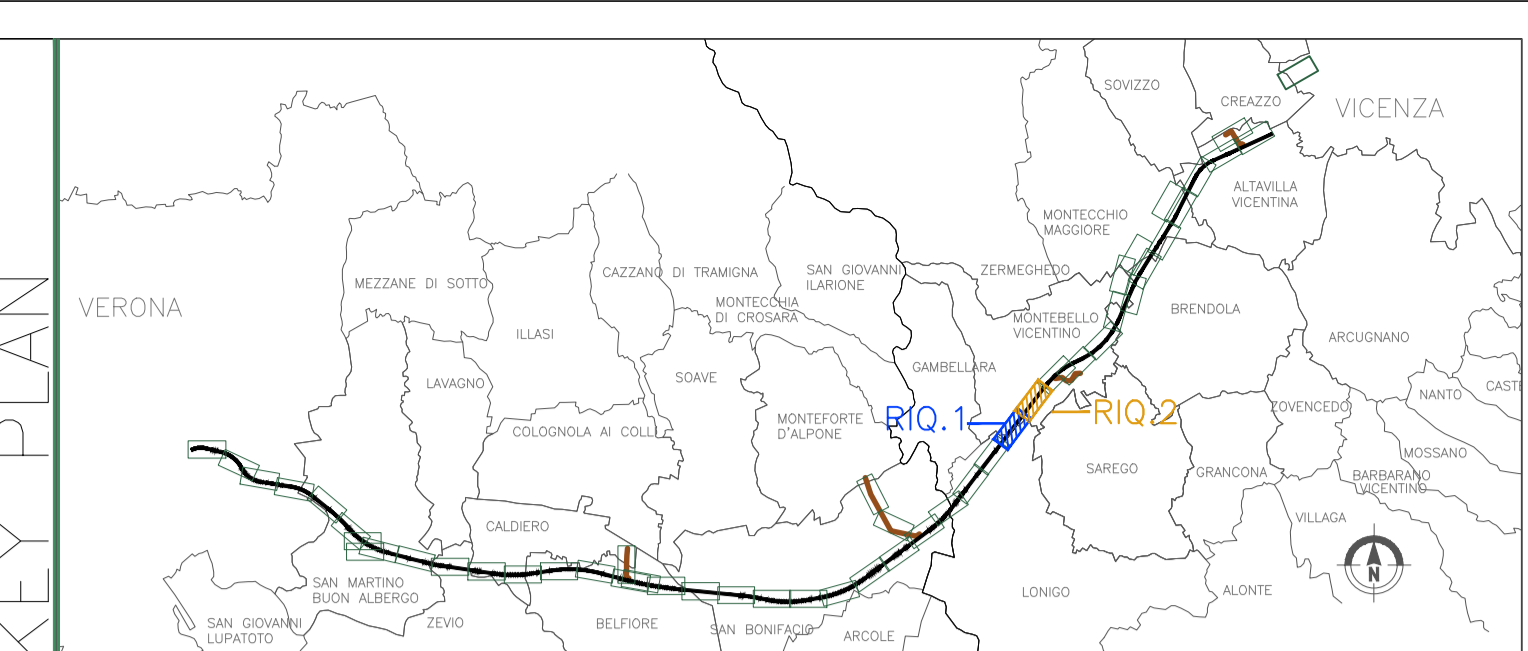 KEY PLAN
SOVIZZO
CREAZZO
VICENZA
ALTAVILLA
VICENTINA
MONTECCHIO
MAGGIORE
ZERMEGHEDO
MEZZANE DI SOTTO
CAZZANO DI TRAMIGNA
SAN GIOVANNI
ILARIONE
VERONA
MONTECCHIA
DI CROSARA
MONTEBELLO
VICENTINO
BRENDOLA
ILLASI
ARCUGNANO
GAMBELLARA
LAVAGNO
SOAVE
NANTO
ZOVENCEDO
RIQ.1
RIQ.2
MONTEFORTE
D'ALPONE
COLOGNOLA AI COLLI
MOSSANO
SAREGO
GRANCONA
BARBARANO
VICENTINO
VILLAGA
CALDIERO
N
SAN MARTINO
BUON ALBERGO
LONIGO
ALONTE
SAN GIOVANNI
LUPATOTO
ZEVIO
BELFIORE
SAN BONIFACIO
ARCOLE